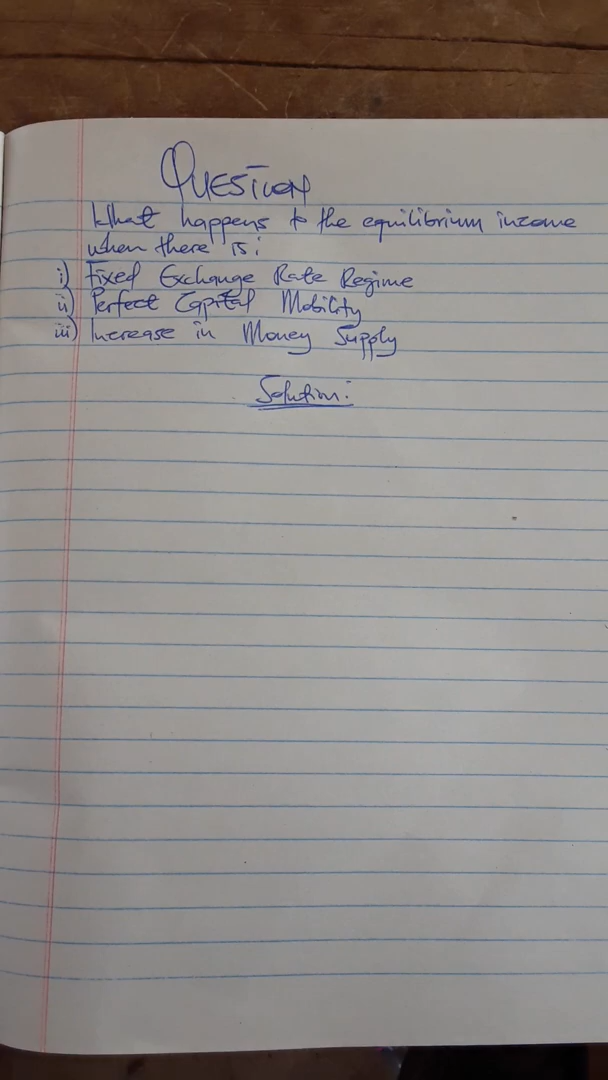 QUESTION
What happens to the equilibrium income
when there is:
i) Fixed Exchange Rate Regime
ii) Perfect Capital Mobility
iii) Increase in Money Supply
Solution: